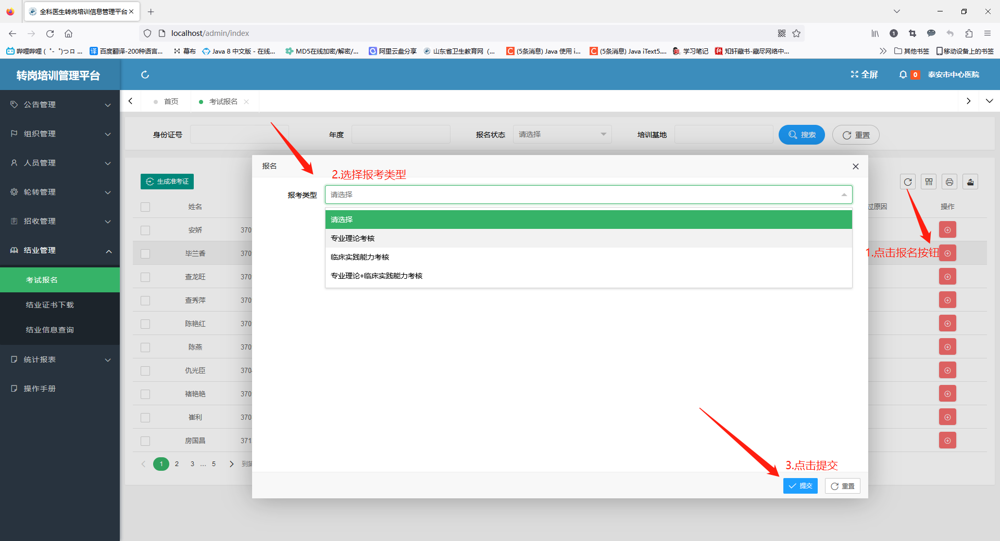 全科医生转岗培训信息管理平台
localhost/admin/index
哔哩哔哩 ( ゜- ゜)つロ ...
百度翻译-200种语言...
幕布
Java 8 中文版 - 在线...
MD5在线加密/解密/...
阿里云盘分享
山东省卫生教育网（...
(5条消息) Java 使用 i...
(5条消息) Java iText5....
学习笔记
知轩藏书-藏尽网络中...
其他书签
移动设备上的书签
转岗培训管理平台
全屏
0
泰安市中心医院
公告管理
组织管理
人员管理
轮转管理
招收管理
结业管理
考试报名
结业证书下载
结业信息查询
统计报表
操作手册
首页
考试报名
身份证号
年度
报名状态
请选择
培训基地
搜索
重置
生成准考证
姓名
过原因
操作
安娇 370
毕兰香 370
查龙旺 370
查秀萍 370
陈艳红 370
陈燕 370
仇光臣 370
褚艳艳 370
崔利 370
房国昌 371
1 2 3 ... 5 到第
报名
2.选择报考类型
报考类型
请选择
请选择
专业理论考核
临床实践能力考核
专业理论+临床实践能力考核
1.点击报名按钮
3.点击提交
提交
重置